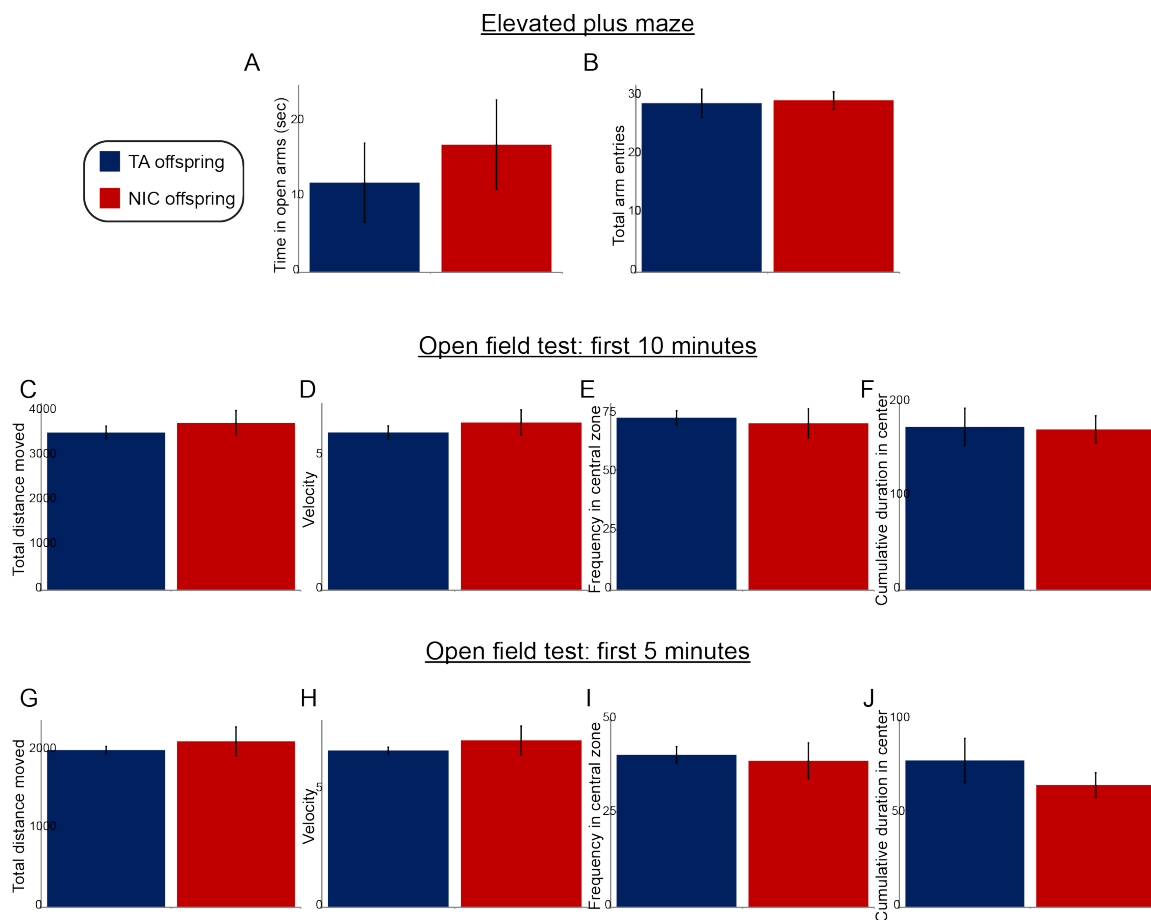 Elevated plus maze
A
B
TA offspring
NIC offspring
Time in open arms (sec)
20
10
0
Total arm entries
30
20
10
0
Open field test: first 10 minutes
C
D
E
F
Total distance moved
4000
3000
2000
1000
0
Velocity
5
0
Frequency in central zone
75
50
25
0
Cumulative duration in center
200
100
0
Open field test: first 5 minutes
G
H
I
J
Total distance moved
2000
1000
0
Velocity
5
0
Frequency in central zone
50
25
0
Cumulative duration in center
100
50
0